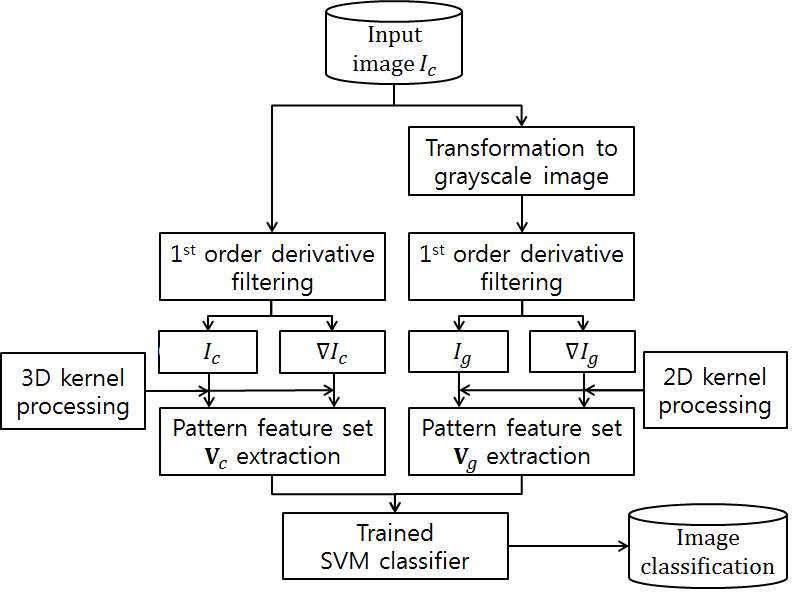 Input
image I_c
Transformation to
grayscale image
1st order derivative
filtering
1st order derivative
filtering
I_c
∇I_c
I_g
∇I_g
3D kernel
processing
2D kernel
processing
Pattern feature set
V_c extraction
Pattern feature set
V_g extraction
Trained
SVM classifier
Image
classification